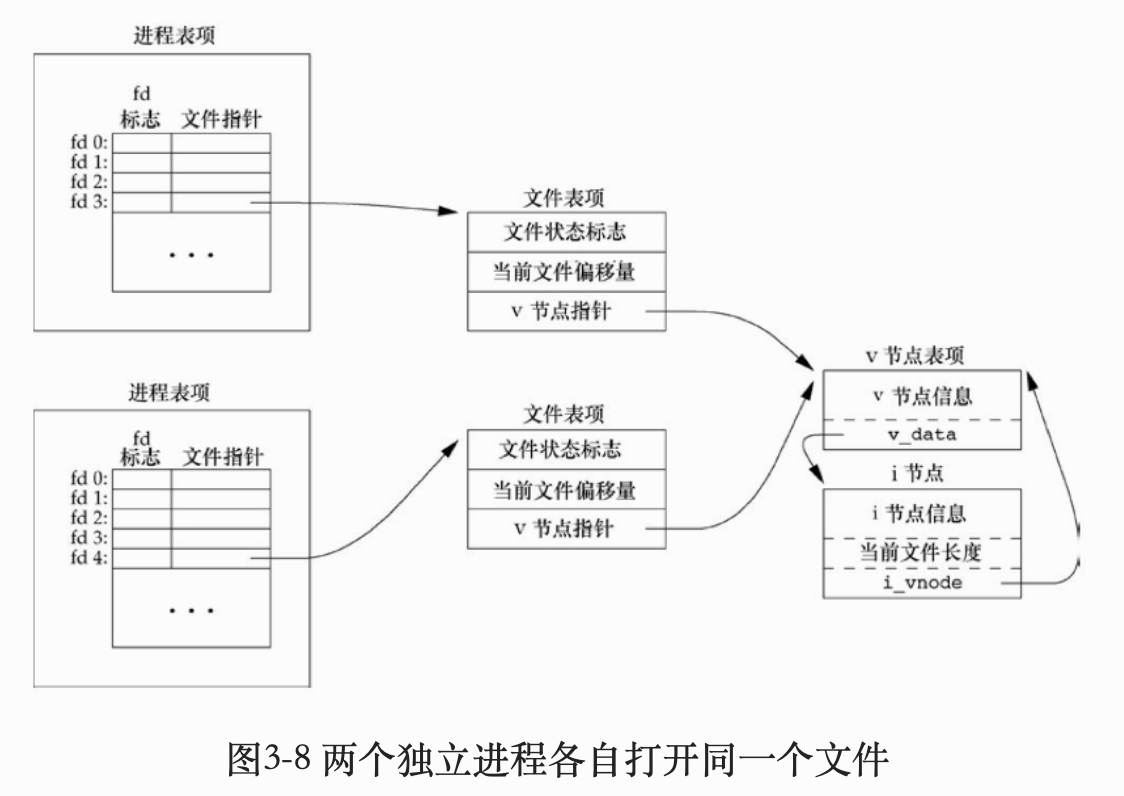 进程表项
fd
标志 文件指针
fd 0:
fd 1:
fd 2:
fd 3:
...
文件表项
文件状态标志
当前文件偏移量
v 节点指针
进程表项
fd
标志 文件指针
fd 0:
fd 1:
fd 2:
fd 3:
fd 4:
...
文件表项
文件状态标志
当前文件偏移量
v 节点指针
v 节点表项
v 节点信息
v_data
i 节点
i 节点信息
当前文件长度
i_vnode
图3-8 两个独立进程各自打开同一个文件